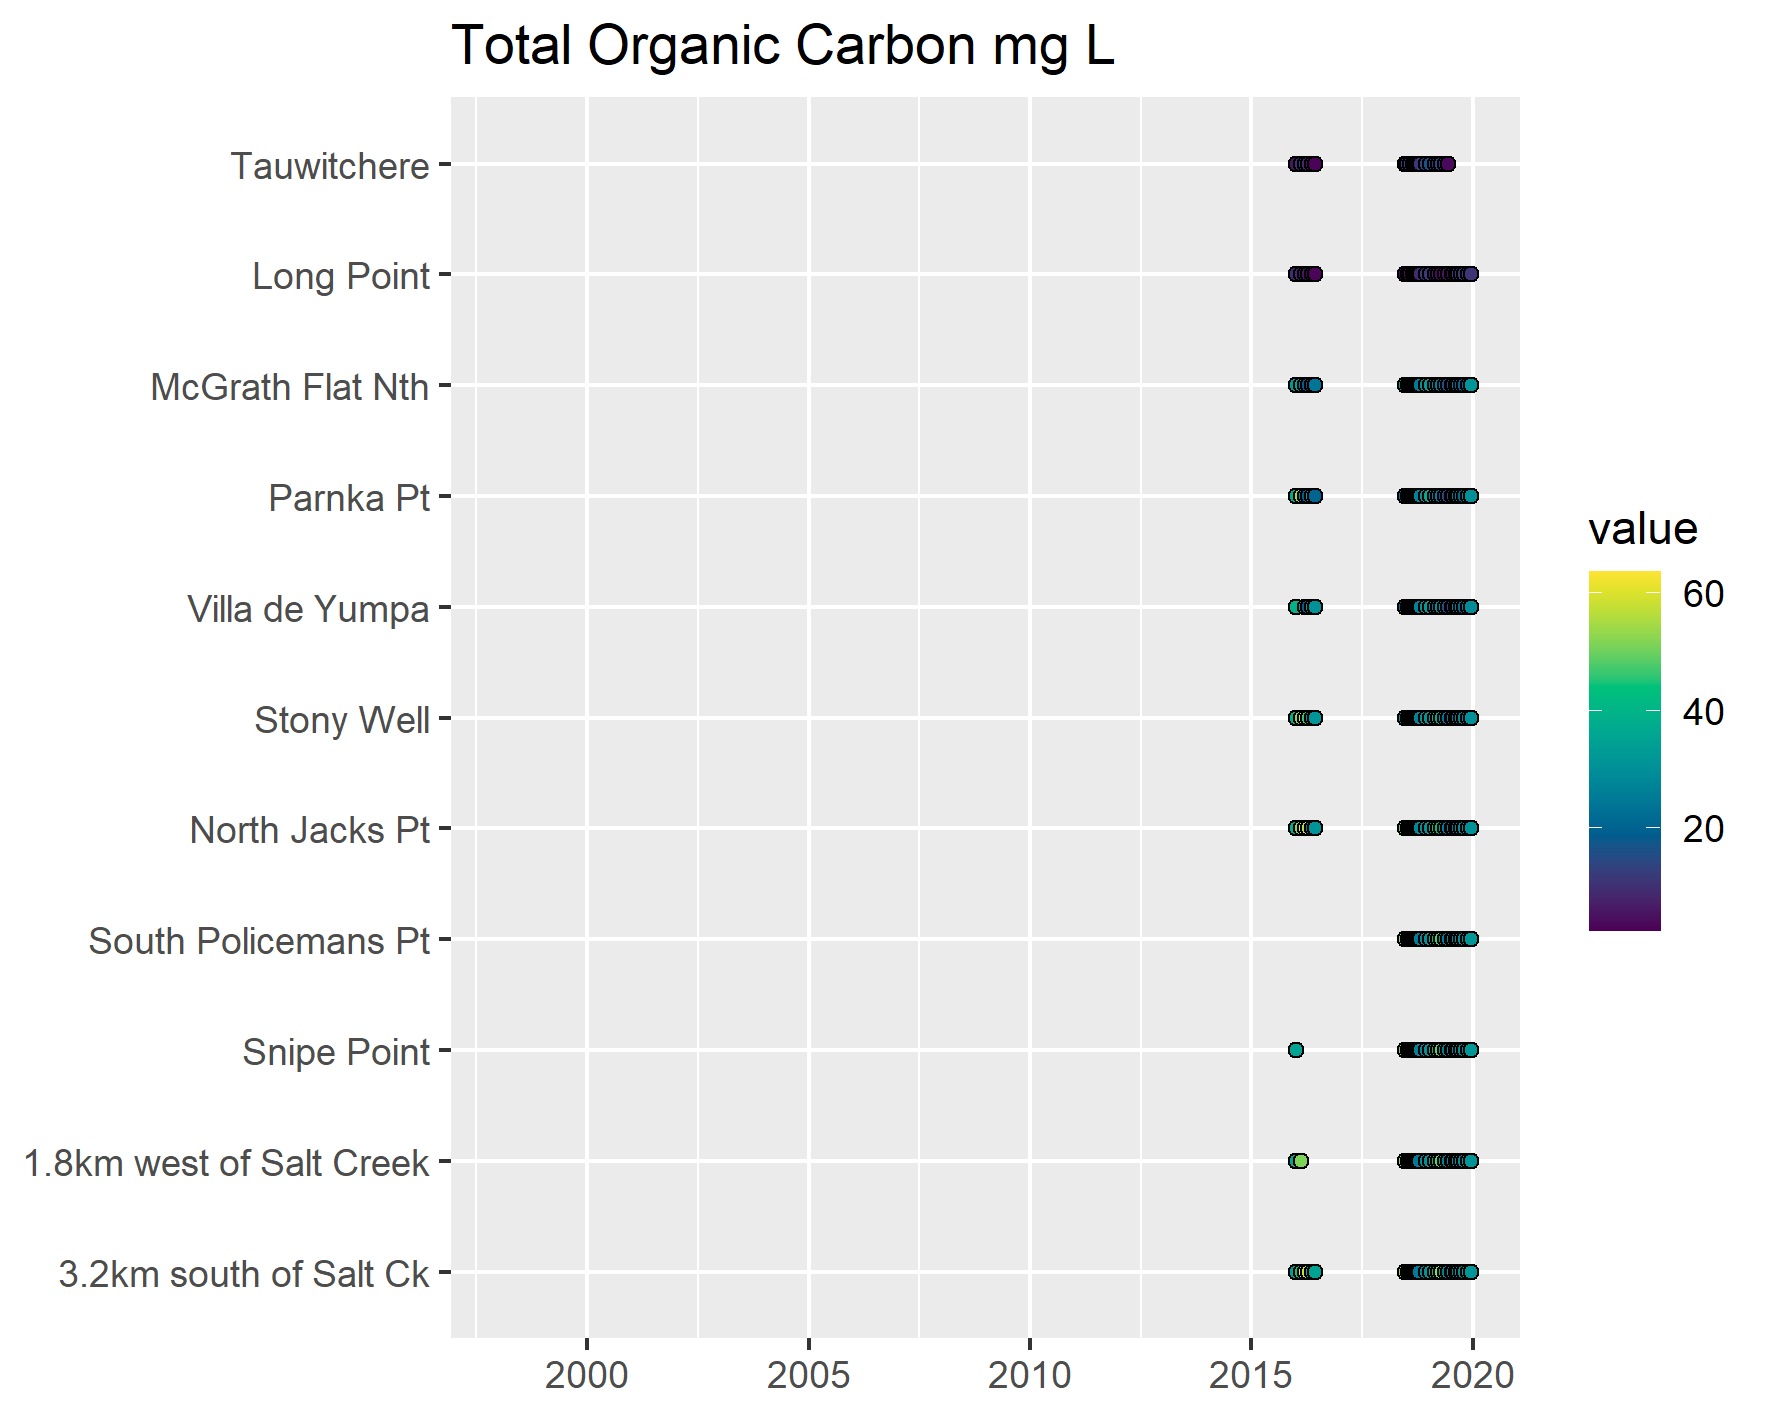 Total Organic Carbon mg L
Tauwitchere
Long Point
McGrath Flat Nth
Parnka Pt
Villa de Yumpa
Stony Well
North Jacks Pt
South Policemans Pt
Snipe Point
1.8km west of Salt Creek
3.2km south of Salt Ck
2000
2005
2010
2015
2020
value
60
40
20